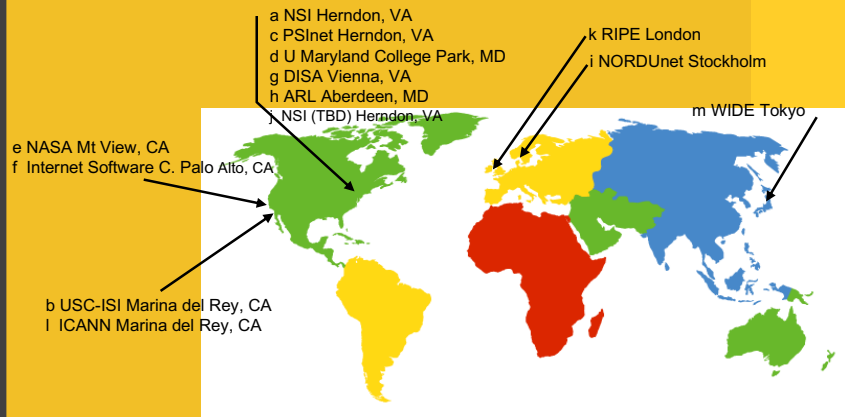 a NSI Herndon, VA
c PSInet Herndon, VA
d U Maryland College Park, MD
g DISA Vienna, VA
h ARL Aberdeen, MD
j NSI (TBD) Herndon, VA
k RIPE London
i NORDUnet Stockholm
m WIDE Tokyo
e NASA Mt View, CA
f Internet Software C. Palo Alto, CA
b USC-ISI Marina del Rey, CA
l ICANN Marina del Rey, CA